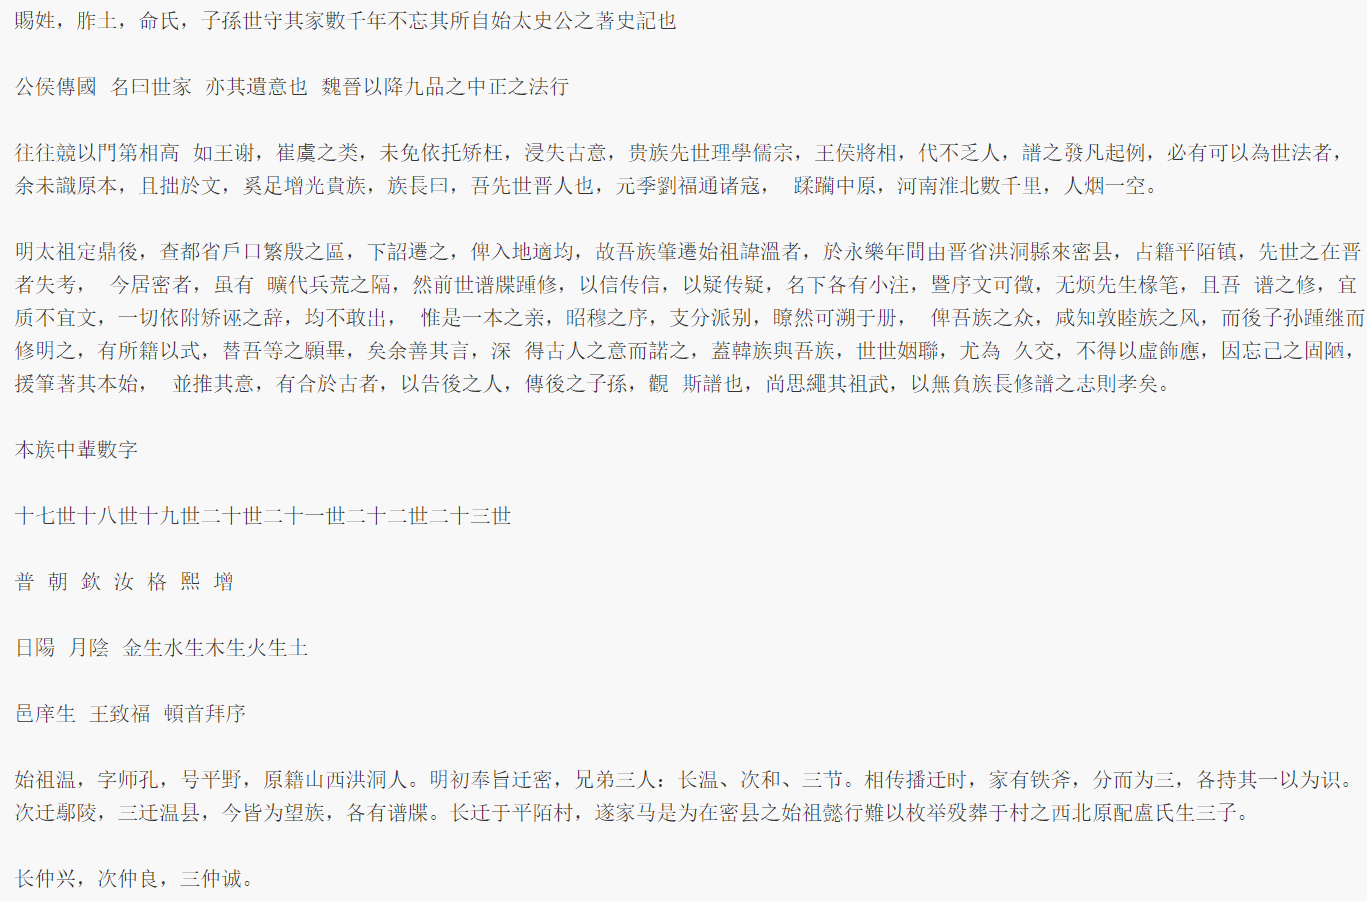 賜姓，胙土，命氏，子孫世守其家數千年不忘其所自始太史公之著史記也
公侯傳國 名曰世家 亦其遺意也 魏晉以降九品之中正之法行
往往競以門第相高 如王谢，崔虞之类，未免依托矫枉，浸失古意，贵族先世理學儒宗，王侯將相，代不乏人，譜之發凡起例，必有可以為世法者，
余未識原本，且拙於文，奚足增光貴族，族長曰，吾先世晋人也，元季劉福通诸寇， 蹂躪中原，河南淮北數千里，人烟一空。
明太祖定鼎後，查都省戶口繁殷之區，下詔遷之，俾入地適均，故吾族肇遷始祖諱溫者，於永樂年間由晋省洪洞縣來密县，占籍平陌镇，先世之在晋
者失考， 今居密者，虽有 曠代兵荒之隔，然前世谱牒踵修，以信传信，以疑传疑，名下各有小注，暨序文可徵，无烦先生椽笔，且吾 谱之修，宜
质不宜文，一切依附矫诬之辞，均不敢出， 惟是一本之亲，昭穆之序，支分派别，瞭然可溯于册， 俾吾族之众，咸知敦睦族之风，而後子孙踵继而
修明之，有所籍以式，替吾等之願畢，矣余善其言，深 得古人之意而諾之，蓋韓族與吾族，世世姻聯，尤為 久交，不得以虚飾應，因忘己之固陋，
援筆著其本始， 並推其意，有合於古者，以告後之人，傳後之子孫，觀 斯譜也，尚思繩其祖武，以無負族長修譜之志則孝矣。
本族中輩數字
十七世十八世十九世二十世二十一世二十二世二十三世
普 朝 欽 汝 格 熙 增
日陽 月陰 金生水生木生火生土
邑庠生 王致福 頓首拜序
始祖温，字师孔，号平野，原籍山西洪洞人。明初奉旨迁密，兄弟三人：长温、次和、三节。相传播迁时，家有铁斧，分而为三，各持其一以为识。
次迁鄢陵，三迁温县，今皆为望族，各有谱牒。长迁于平陌村，遂家马是为在密县之始祖懿行難以枚举殁葬于村之西北原配盧氏生三子。
长仲兴，次仲良，三仲诚。